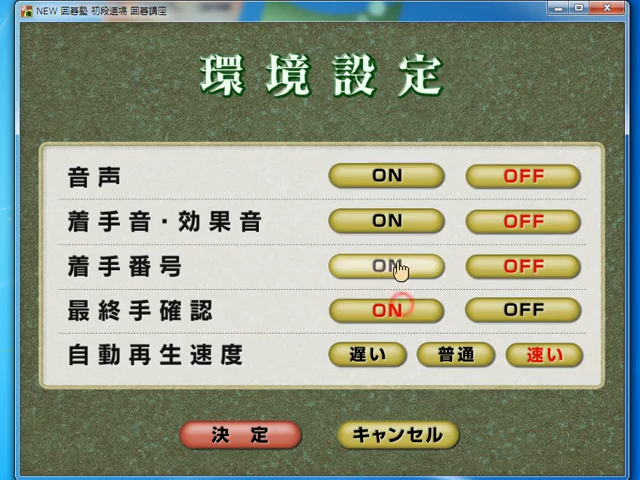 NEW 囲碁塾 初段道場 囲碁講座
環境設定
音声 ON OFF
着手音・効果音 ON OFF
着手番号 ON OFF
最終手確認 ON OFF
自動再生速度 遅い 普通 速い
決定 キャンセル